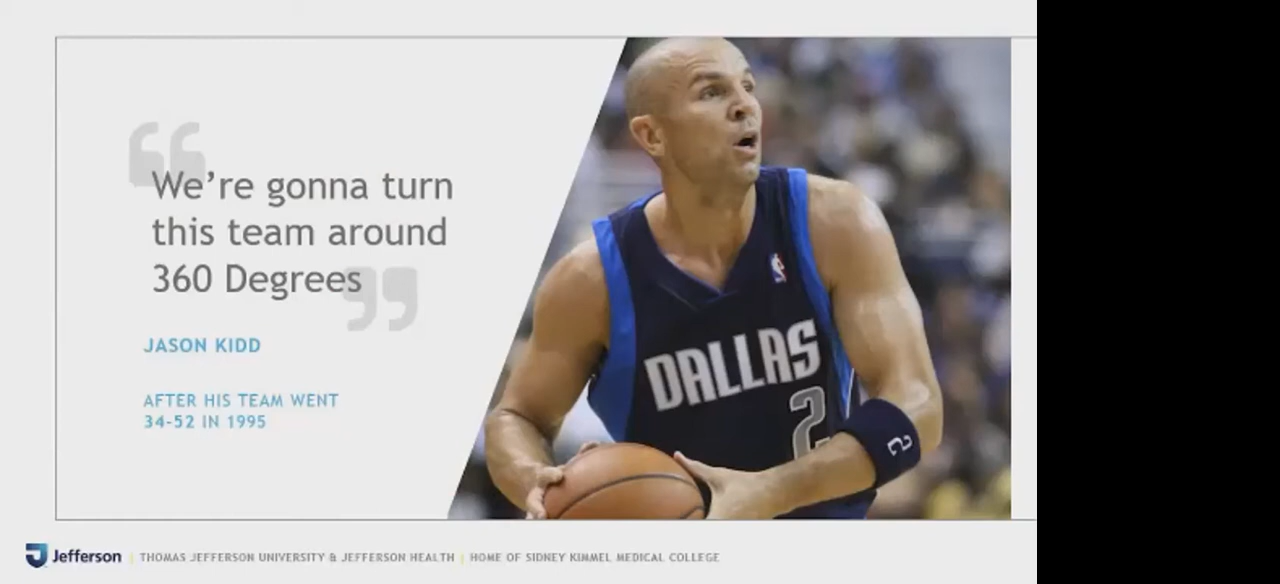 “We’re gonna turn
this team around
360 Degrees”
JASON KIDD
AFTER HIS TEAM WENT
34-52 IN 1995
DALLAS
2
2
Jefferson | THOMAS JEFFERSON UNIVERSITY & JEFFERSON HEALTH | HOME OF SIDNEY KIMMEL MEDICAL COLLEGE